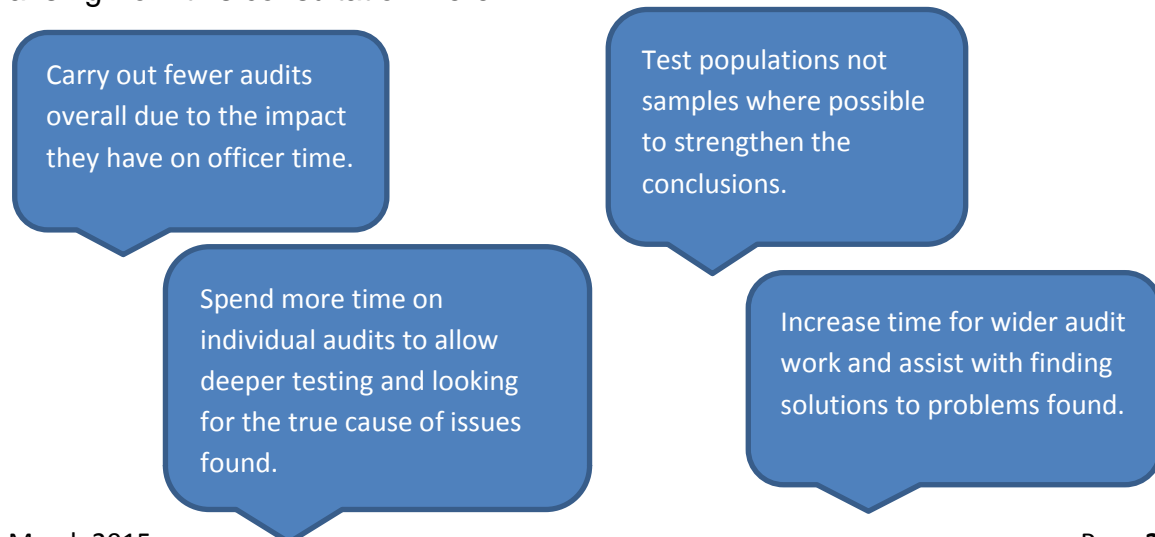 Carry out fewer audits
overall due to the impact
they have on officer time.
Test populations not
samples where possible
to strengthen the
conclusions.
Spend more time on
individual audits to allow
deeper testing and looking
for the true cause of issues
found.
Increase time for wider audit
work and assist with finding
solutions to problems found.
2015